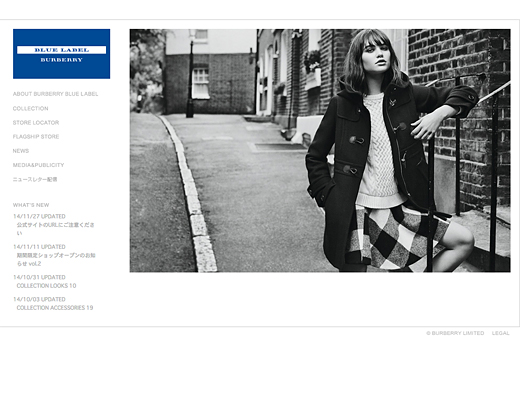 BLUE LABEL
BURBERRY
ABOUT BURBERRY BLUE LABEL
COLLECTION
STORE LOCATOR
FLAGSHIP STORE
NEWS
MEDIA&PUBLICITY
ニュースレター配信
WHAT'S NEW
14/11/27 UPDATED
公式サイトのURLにご注意くださ
い
14/11/11 UPDATED
期間限定ショップオープンのお知
らせ vol.2
14/10/31 UPDATED
COLLECTION LOOKS 10
14/10/03 UPDATED
COLLECTION ACCESSORIES 19
© BURBERRY LIMITED LEGAL